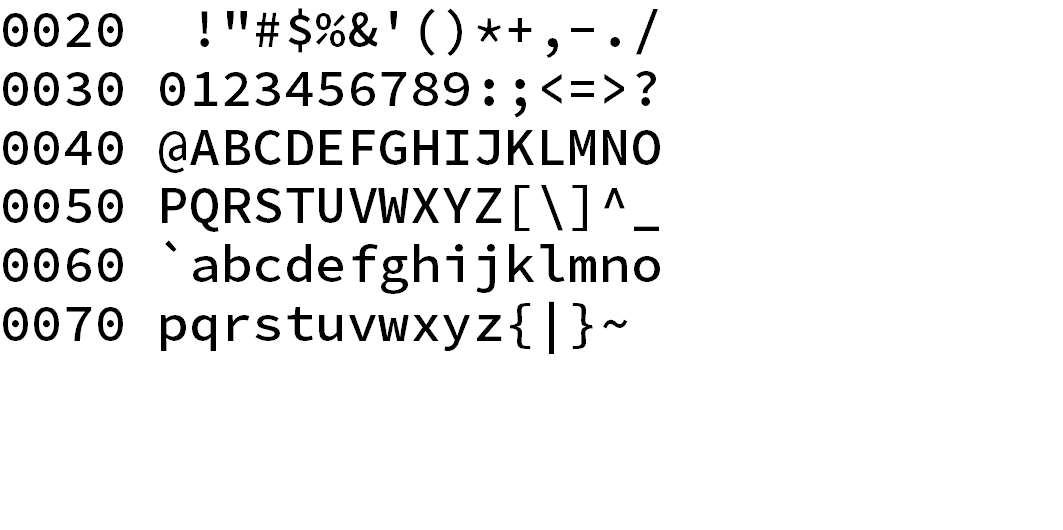 0020  !"#$%&'()*+,-./
0030 0123456789:;<=>?
0040 @ABCDEFGHIJKLMNO
0050 PQRSTUVWXYZ[\]^_
0060 `abcdefghijklmno
0070 pqrstuvwxyz{|}~